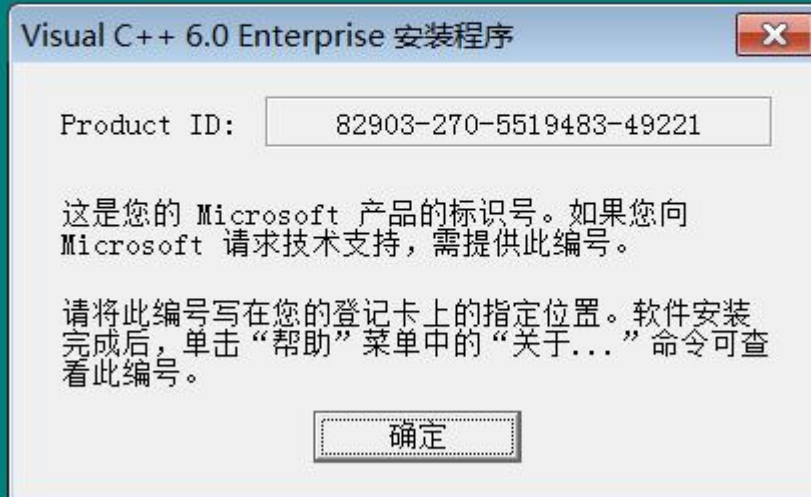 Visual C++ 6.0 Enterprise 安装程序
Product ID: 82903-270-5519483-49221
这是您的 Microsoft 产品的标识号。如果您向
Microsoft 请求技术支持，需提供此编号。
请将此编号写在您的登记卡上的指定位置。软件安装
完成后，单击“帮助”菜单中的“关于...”命令可查
看此编号。
确定